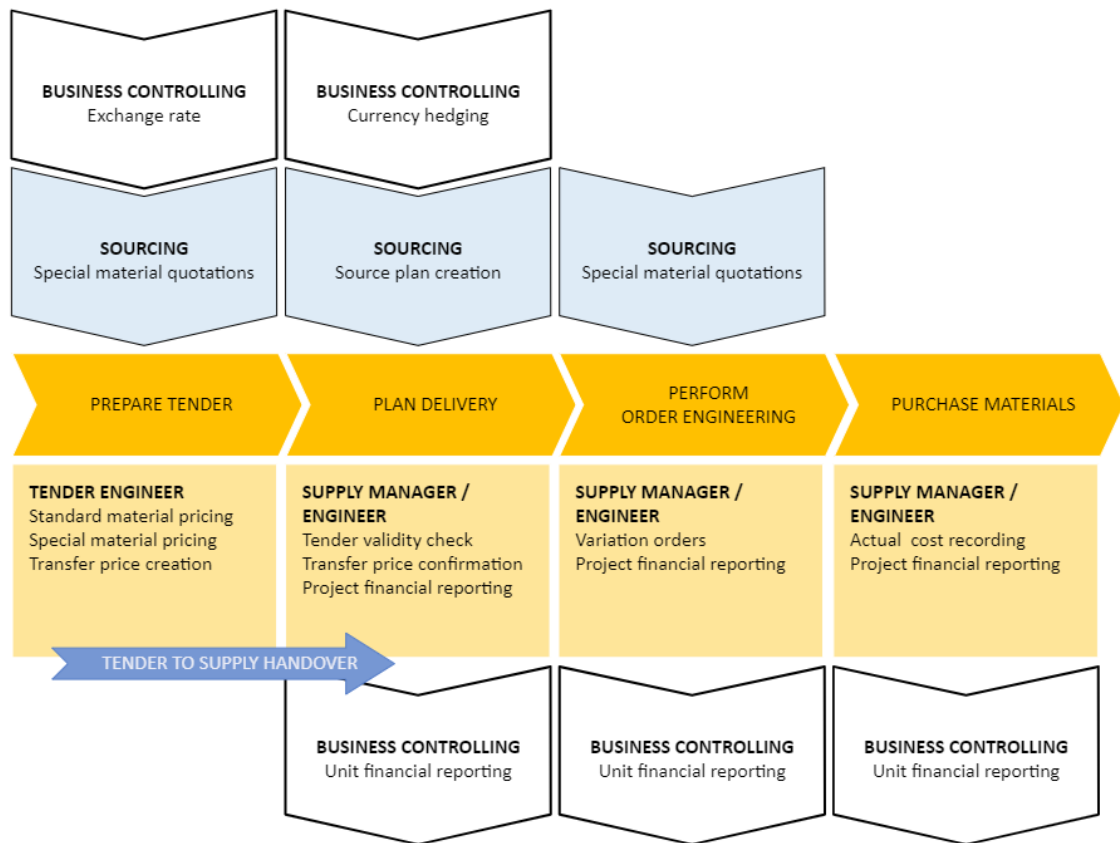 BUSINESS CONTROLLING
Exchange rate
BUSINESS CONTROLLING
Currency hedging
SOURCING
Special material quotations
SOURCING
Source plan creation
SOURCING
Special material quotations
PREPARE TENDER
PLAN DELIVERY
PERFORM
ORDER ENGINEERING
PURCHASE MATERIALS
TENDER ENGINEER
Standard material pricing
Special material pricing
Transfer price creation
SUPPLY MANAGER /
ENGINEER
Tender validity check
Transfer price confirmation
Project financial reporting
SUPPLY MANAGER /
ENGINEER
Variation orders
Project financial reporting
SUPPLY MANAGER /
ENGINEER
Actual  cost recording
Project financial reporting
TENDER TO SUPPLY HANDOVER
BUSINESS CONTROLLING
Unit financial reporting
BUSINESS CONTROLLING
Unit financial reporting
BUSINESS CONTROLLING
Unit financial reporting